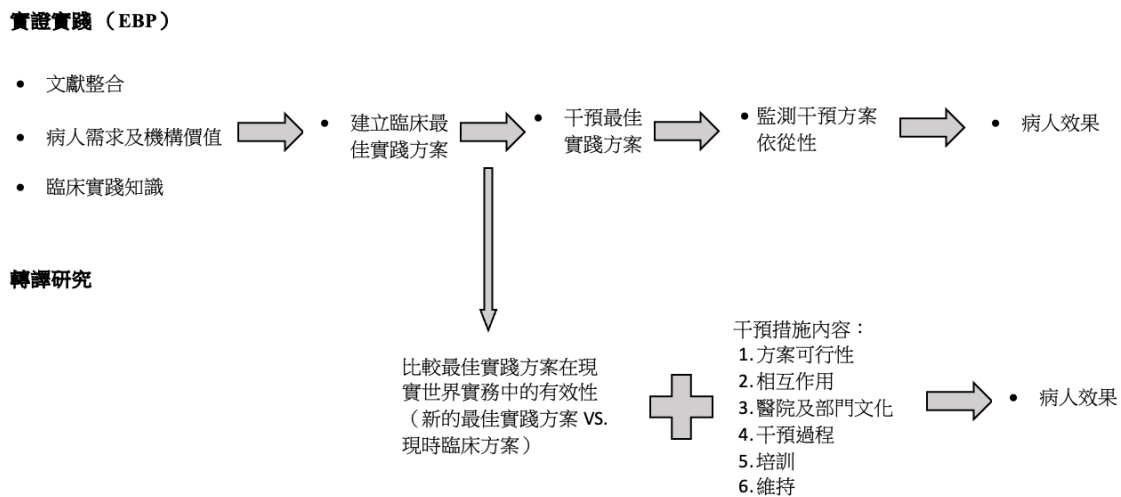 實證實踐（EBP）
• 文獻整合
• 病人需求及機構價值
• 臨床實踐知識
• 建立臨床最
佳實踐方案
• 干預最佳
實踐方案
• 監測干預方案
依從性
• 病人效果
轉譯研究
比較最佳實踐方案在現
實世界實務中的有效性
（新的最佳實踐方案 VS.
現時臨床方案）
干預措施內容：
1. 方案可行性
2. 相互作用
3. 醫院及部門文化
4. 干預過程
5. 培訓
6. 維持
• 病人效果